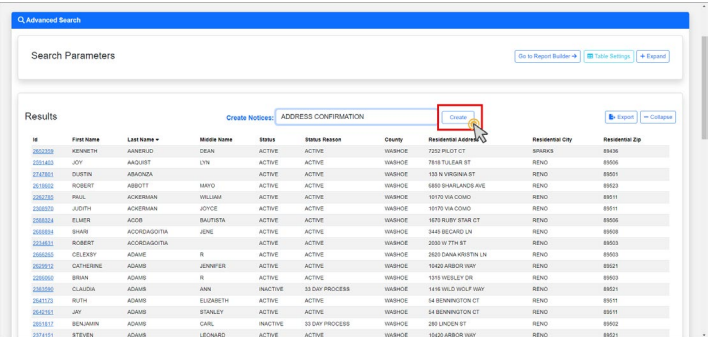 Advanced Search
Search Parameters Go to Report Builder → Table Settings + Expand
Results Create Notices: ADDRESS CONFIRMATION Create Export − Collapse
Id First Name Last Name Middle Name Status Status Reason County Residential Address Residential City Residential Zip
2602359 KENNETH AANERUD DEAN ACTIVE ACTIVE WASHOE 7252 PILOT CT SPARKS 89436
2591403 JOY AAQUIST LYN ACTIVE ACTIVE WASHOE 7816 TULEAR ST RENO 89506
2747861 DUSTIN ABAONZA ACTIVE ACTIVE WASHOE 133 N VIRGINIA ST RENO 89501
2618602 ROBERT ABBOTT MAYO ACTIVE ACTIVE WASHOE 6860 SHARLANDS AVE RENO 89523
2262785 PAUL ACKERMAN WILLIAM ACTIVE ACTIVE WASHOE 10170 VIA COMO RENO 89511
JUDITH ACKERMAN JOYCE ACTIVE ACTIVE WASHOE 10170 VIA COMO RENO 89511
2568324 ELMER ACOB BAUTISTA ACTIVE ACTIVE WASHOE 1670 RUBY STAR CT RENO 89506
2688894 SHARI ACORDAGOITIA JENE ACTIVE ACTIVE WASHOE 3445 BECARD LN RENO 89508
2234631 ROBERT ACORDAGOITIA ACTIVE ACTIVE WASHOE 2030 W 7TH ST RENO 89503
CELEXSY ADAME R ACTIVE ACTIVE WASHOE 2620 DANA KRISTIN LN RENO 89503
2629912 CATHERINE ADAMS JENNIFER ACTIVE ACTIVE WASHOE 10420 ARBOR WAY RENO 89521
BRIAN ADAMS R ACTIVE ACTIVE WASHOE 1315 WESLEY DR RENO 89503
2383590 CLAUDIA ADAMS ANN INACTIVE 33 DAY PROCESS WASHOE 1416 WILD WOLF WAY RENO 89521
2641173 RUTH ADAMS ELIZABETH ACTIVE ACTIVE WASHOE 54 BENNINGTON CT RENO 89511
2642161 JAY ADAMS STANLEY ACTIVE ACTIVE WASHOE 54 BENNINGTON CT RENO 89511
2691817 BENJAMIN ADAMS CARL INACTIVE 33 DAY PROCESS WASHOE 280 LINDEN ST RENO 89502
2374151 STEVEN ADAMS LEONARD ACTIVE ACTIVE WASHOE 10420 ARBOR WAY RENO 89521